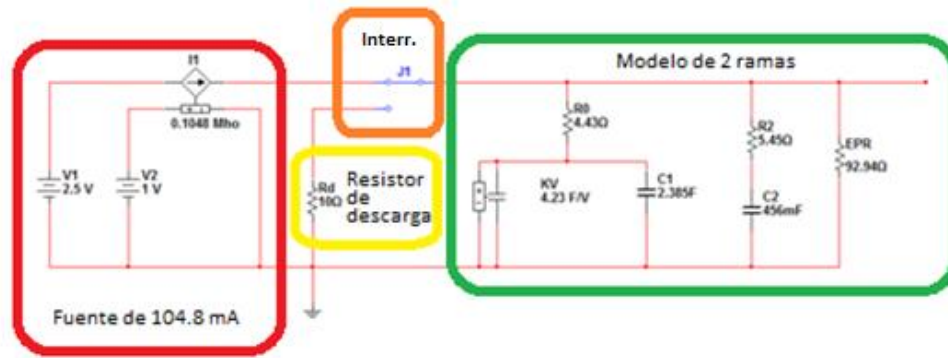 Interr.
J1
Modelo de 2 ramas
I1
0.1048 Mho
V1
2.5 V
V2
1 V
Rd
10Ω
Resistor
de
descarga
R0
4.43Ω
KV
4.23 F/V
C1
2.385F
R2
5.45Ω
C2
456mF
EPR
92.94Ω
Fuente de 104.8 mA